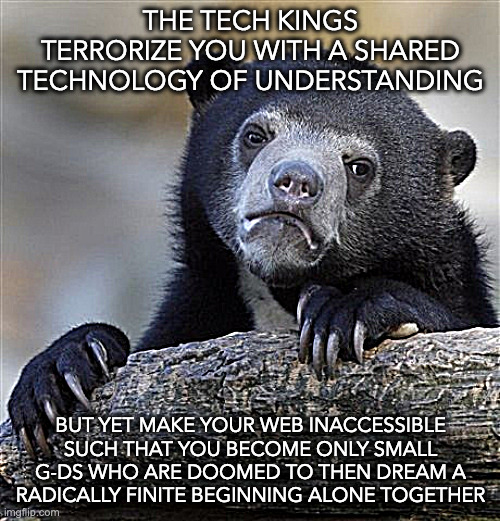 THE TECH KINGS
TERRORIZE YOU WITH A SHARED
TECHNOLOGY OF UNDERSTANDING
BUT YET MAKE YOUR WEB INACCESSIBLE
SUCH THAT YOU BECOME ONLY SMALL
G-DS WHO ARE DOOMED TO THEN DREAM A
RADICALLY FINITE BEGINNING ALONE TOGETHER
imgflip.com